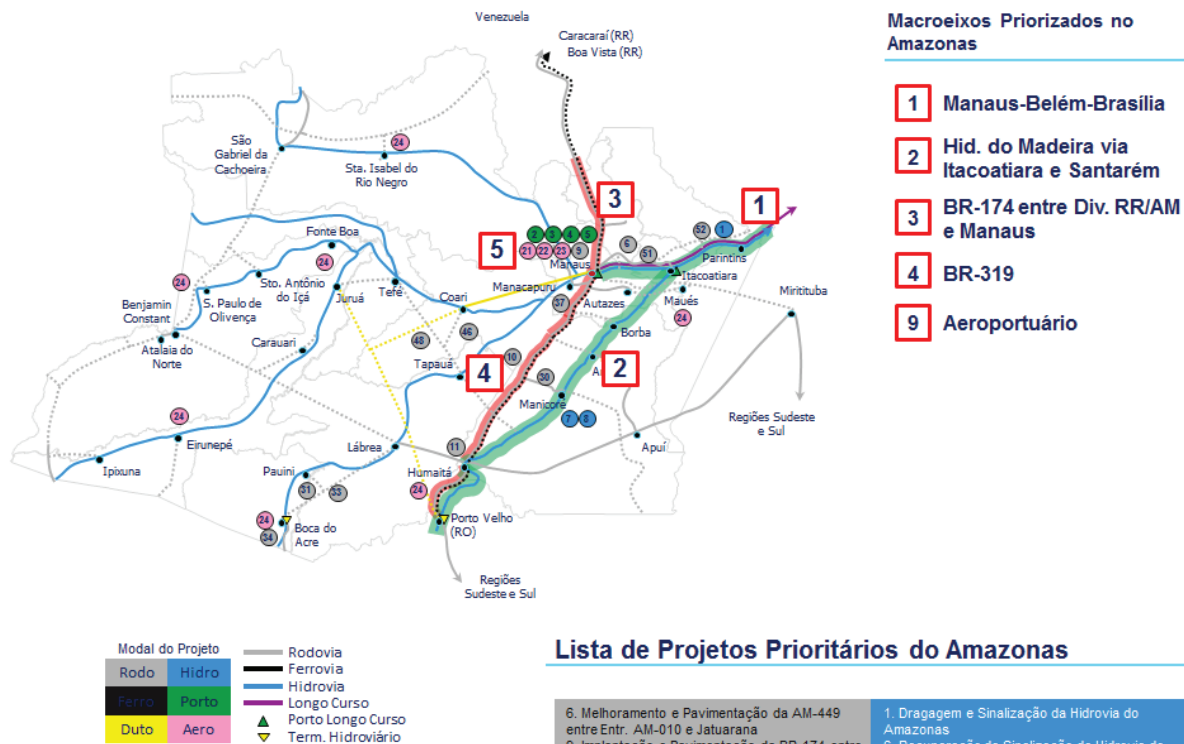 Venezuela
Caracaraí (RR)
Boa Vista (RR)
São
Gabriel da
Cachoeira
24
Sta. Isabel do
Rio Negro
3
1
5
2 3 4 5
21 22 23 9
Manaus
6
51
52 1
Parintins
Itacoatiara
Fonte Boa
24
24
Sto. Antônio
do Içá
S. Paulo de
Olivença
Benjamin
Constant
Atalaia do
Norte
Juruá
Tefé
Coari
Manacapuru
37
Autazes
Maués
24
Miritituba
Borba
Carauari
48
46
Tapauá
4
10
2
30
Manicoré
7 8
Regiões Sudeste
e Sul
24
Eirunepé
Ipixuna
Lábrea
11
Humaitá
Apuí
Pauini
31
33
24
24
34
Boca do
Acre
Porto Velho
(RO)
Regiões
Sudeste e Sul
Macroeixos Priorizados no
Amazonas
1 Manaus-Belém-Brasília
2 Hid. do Madeira via
Itacoatiara e Santarém
3 BR-174 entre Div. RR/AM
e Manaus
4 BR-319
9 Aeroportuário
Modal do Projeto
Rodo Hidro
Ferro Porto
Duto Aero
Rodovia
Ferrovia
Hidrovia
Longo Curso
Porto Longo Curso
Term. Hidroviário
Lista de Projetos Prioritários do Amazonas
6. Melhoramento e Pavimentação da AM-449
entre Entr. AM-010 e Jatuarana
1. Dragagem e Sinalização da Hidrovia do
Amazonas